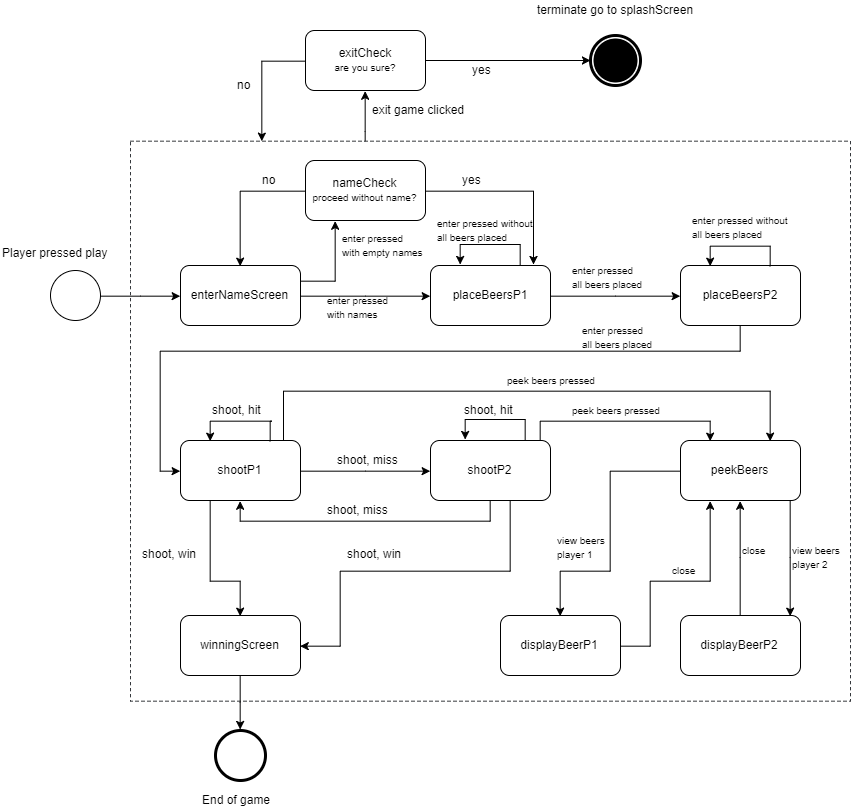 terminate go to splashScreen
exitCheck
are you sure?
yes
no
exit game clicked
nameCheck
proceed without name?
no
yes
enter pressed
with empty names
enter pressed without
all beers placed
enter pressed without
all beers placed
Player pressed play
enterNameScreen
enter pressed
with names
placeBeersP1
enter pressed
all beers placed
placeBeersP2
enter pressed
all beers placed
peek beers pressed
shoot, hit
shoot, hit
peek beers pressed
shootP1
shoot, miss
shootP2
peekBeers
shoot, miss
shoot, win
shoot, win
view beers
player 1
close
close
view beers
player 2
winningScreen
displayBeerP1
displayBeerP2
End of game